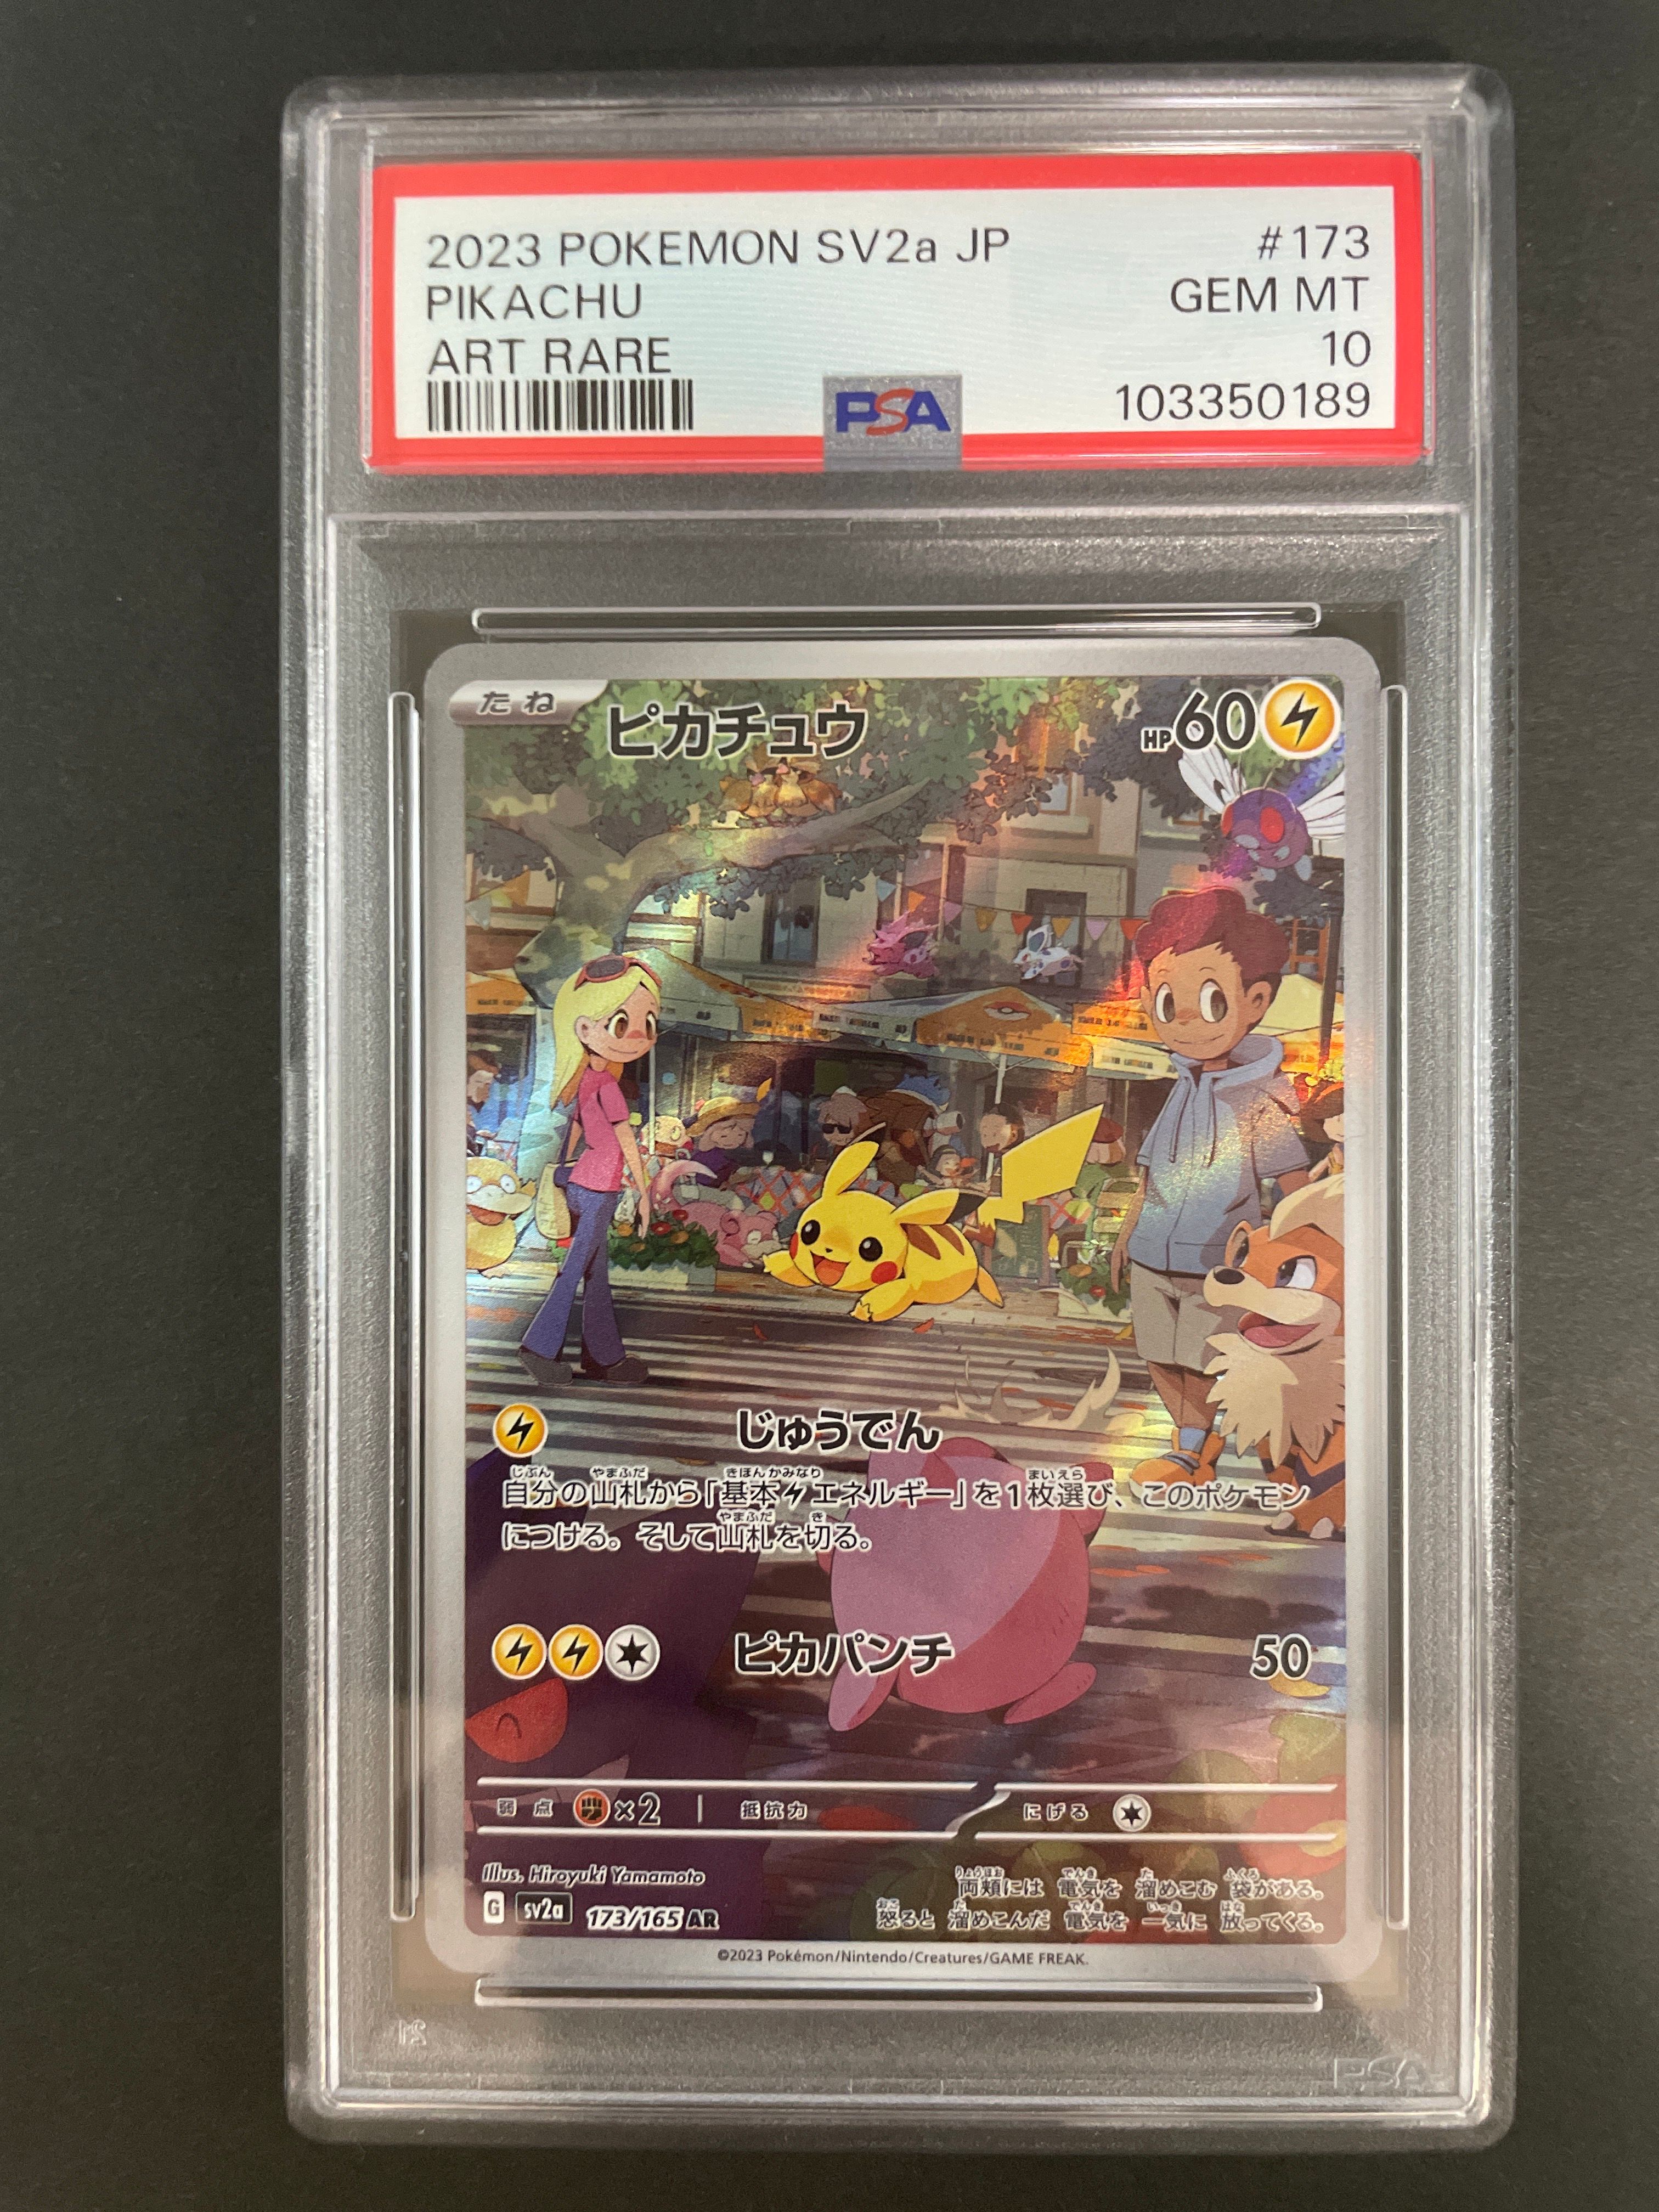 2023 POKEMON SV2a JP #173
PIKACHU GEM MT
ART RARE 10
PSA 103350189
たね ピカチュウ HP60
じゅうでん
自分の山札から「基本エネルギー」を1枚選び、このポケモン
につける。そして山札を切る。
ピカパンチ 50
弱点 ×2 抵抗力 にげる
Illus. Hiroyuki Yamamoto
両頬には 電気を 溜めこむ 袋がある。
G sv2a 173/165 AR
怒ると 溜めこんだ 電気を 一気に 放ってくる。
©2023 Pokémon/Nintendo/Creatures/GAME FREAK.
PSA